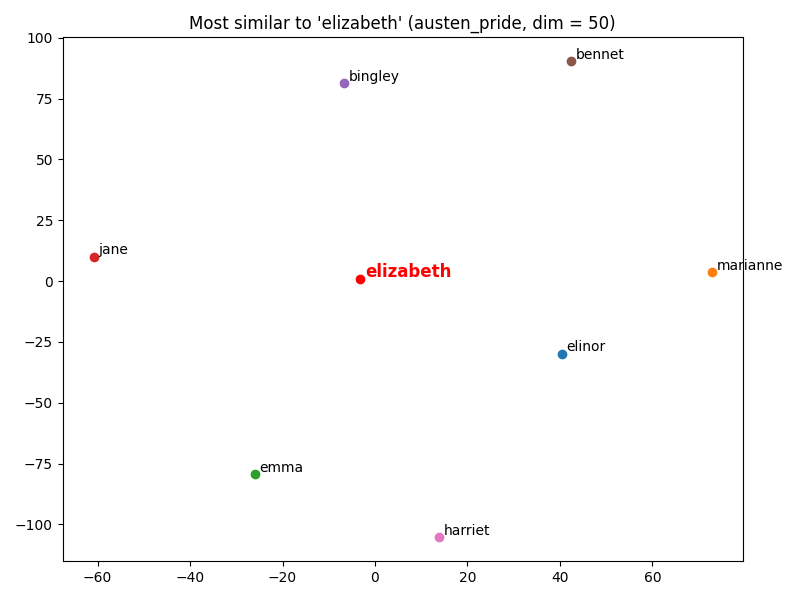 Most similar to 'elizabeth' (austen_pride, dim = 50)
100
bennet
bingley
75
50
25
jane
elizabeth
marianne
0
−25
elinor
−50
−75
emma
−100
harriet
−60
−40
−20
0
20
40
60